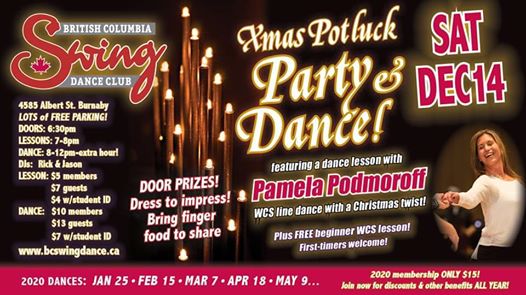 BRITISH COLUMBIA
Swing
DANCE CLUB
4585 Albert St. Burnaby
LOTS of FREE PARKING!
DOORS: 6:30pm
LESSONS: 7-8pm
DANCE: 8-12pm-extra hour!
DJs: Rick & Jason
LESSON: $5 members
$7 guests
$4 w/student ID
DANCE: $10 members
$13 guests
$7 w/student ID
www.bcswingdance.ca
DOOR PRIZES!
Dress to impress!
Bring finger
food to share
Xmas Potluck
Party &
Dance!
SAT
DEC14
featuring a dance lesson with
Pamela Podmoroff
WCS line dance with a Christmas twist!
Plus FREE beginner WCS lesson!
First-timers welcome!
2020 DANCES: JAN 25 • FEB 15 • MAR 7 • APR 18 • MAY 9...
2020 membership ONLY $15!
Join now for discounts & other benefits ALL YEAR!